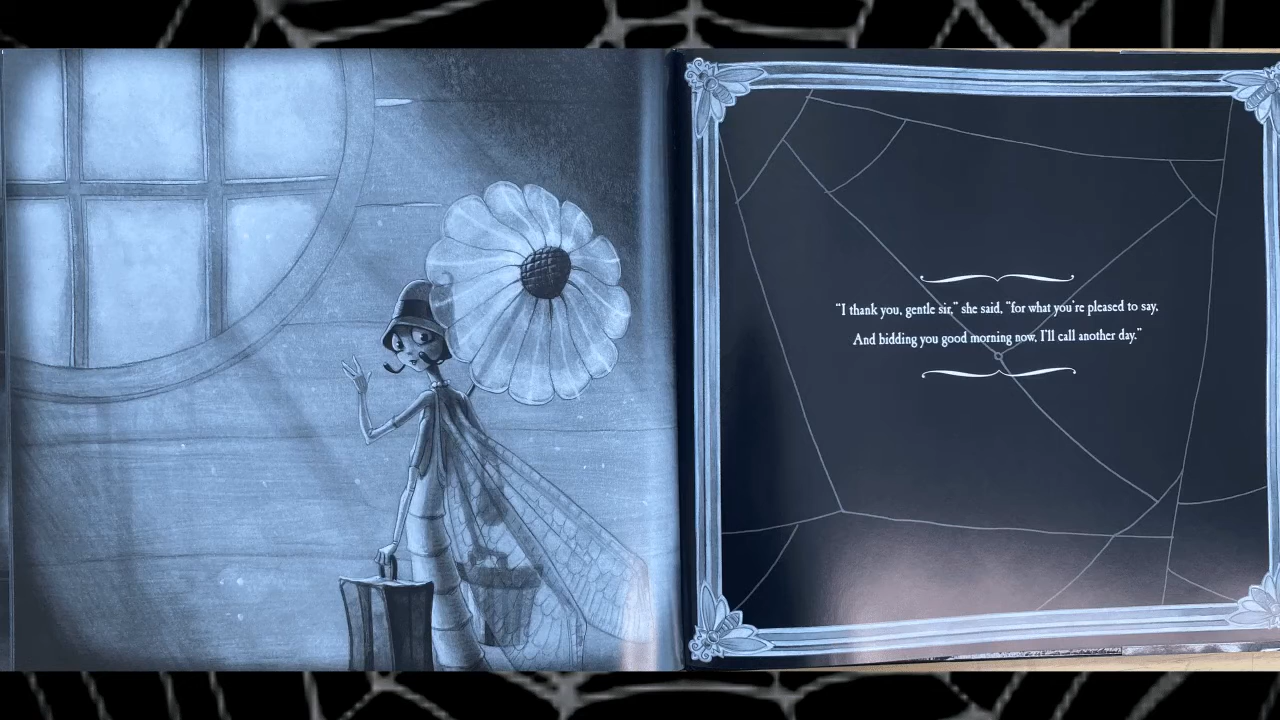 “I thank you, gentle sir,” she said, “for what you’re pleased to say,
And bidding you good morning now, I’ll call another day.”